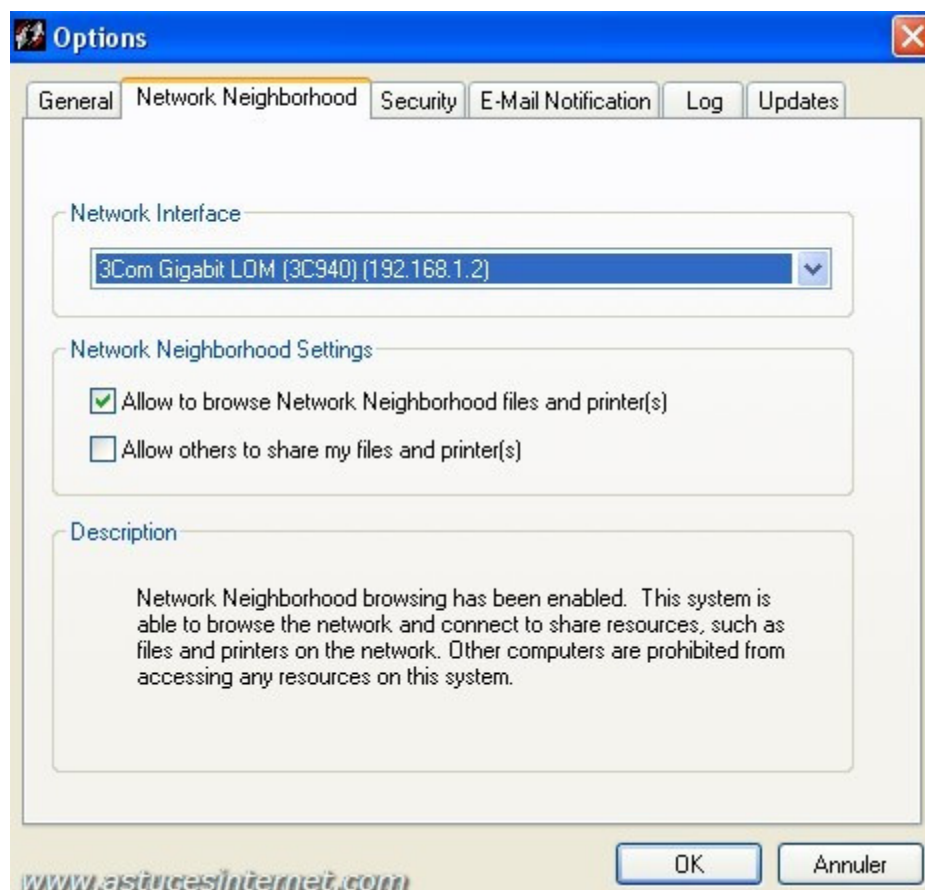 Options
General
Network Neighborhood
Security
E-Mail Notification
Log
Updates
Network Interface
3Com Gigabit LOM (3C940) (192.168.1.2)
Network Neighborhood Settings
Allow to browse Network Neighborhood files and printer(s)
Allow others to share my files and printer(s)
Description
Network Neighborhood browsing has been enabled. This system is
able to browse the network and connect to share resources, such as
files and printers on the network. Other computers are prohibited from
accessing any resources on this system.
OK
Annuler
www.astucesinternet.com